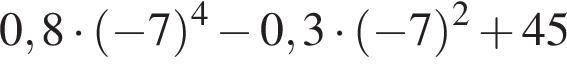 0,8 · (−7)⁴ − 0,3 · (−7)² + 45